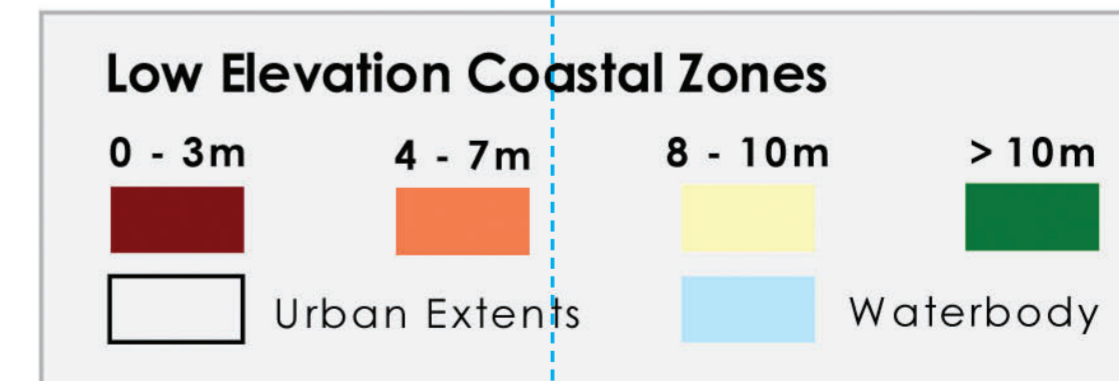 Low Elevation Coastal Zones
0 - 3m 4 - 7m 8 - 10m > 10m
Urban Extents Waterbody